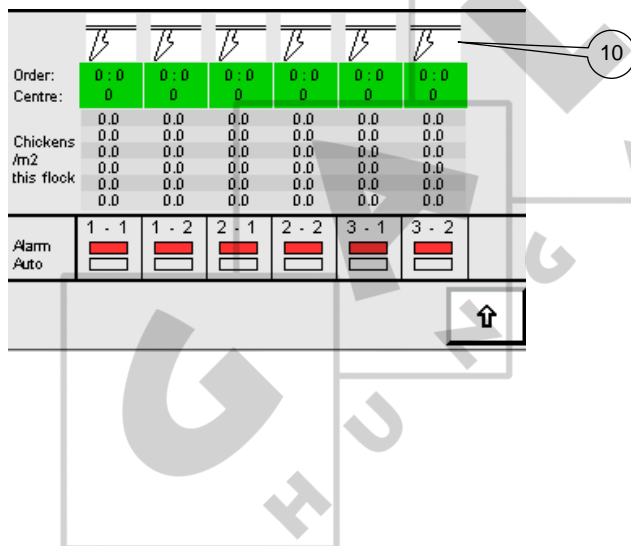 10
Order: 0 : 0 0 : 0 0 : 0 0 : 0 0 : 0 0 : 0
Centre: 0 0 0 0 0 0
0.0 0.0 0.0 0.0 0.0 0.0
Chickens 0.0 0.0 0.0 0.0 0.0 0.0
/m2 0.0 0.0 0.0 0.0 0.0 0.0
this flock 0.0 0.0 0.0 0.0 0.0 0.0
0.0 0.0 0.0 0.0 0.0 0.0
0.0 0.0 0.0 0.0 0.0 0.0
1 - 1 1 - 2 2 - 1 2 - 2 3 - 1 3 - 2
Alarm
Auto
GAL
HUNG